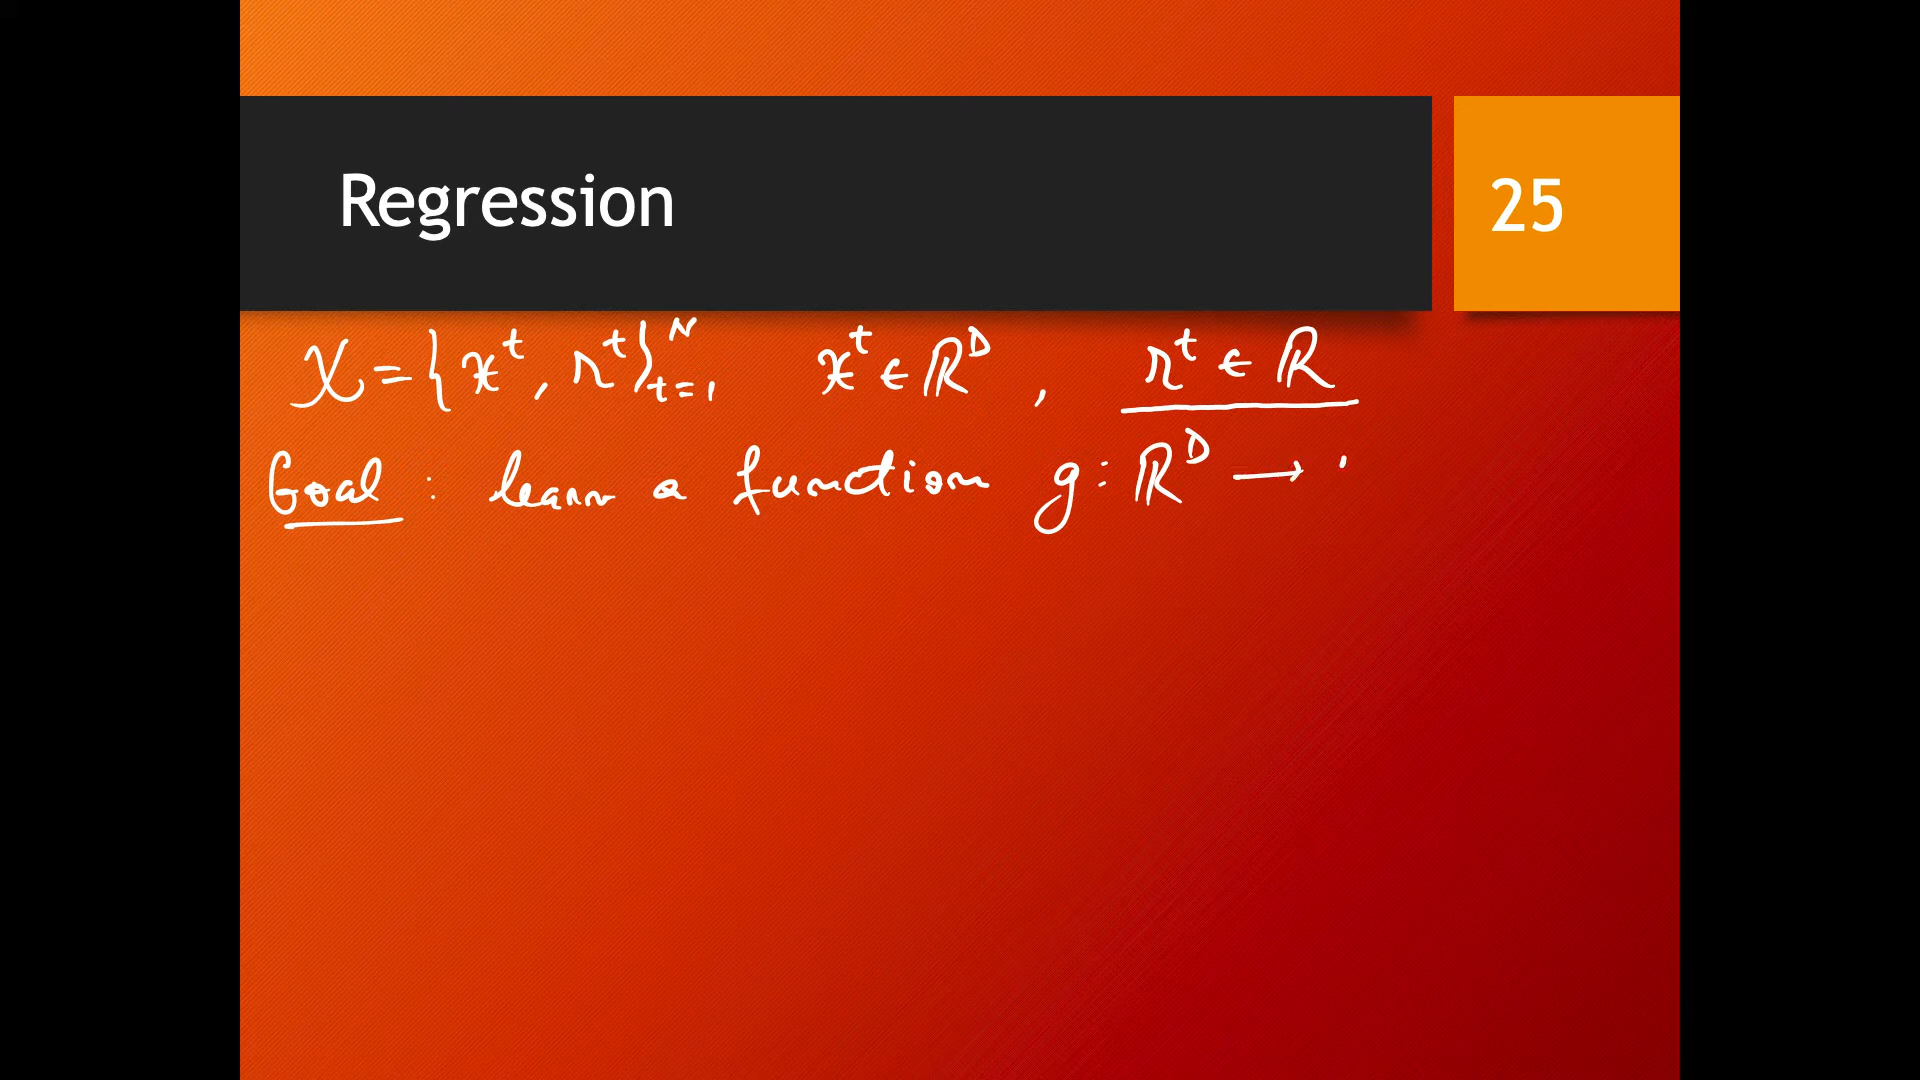 Regression
25
X = {x^t, r^t}_{t=1}^N x^t ∈ ℝ^D , r^t ∈ ℝ
Goal : learn a function g : ℝ^D →